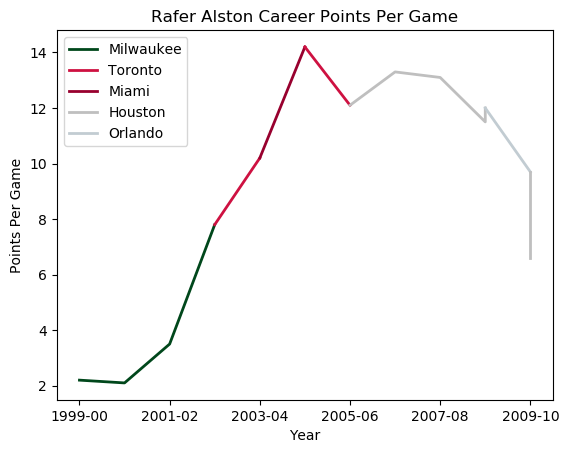 Rafer Alston Career Points Per Game
Milwaukee
Toronto
Miami
Houston
Orlando
14
12
10
8
6
4
2
Points Per Game
1999-00 2001-02 2003-04 2005-06 2007-08 2009-10
Year